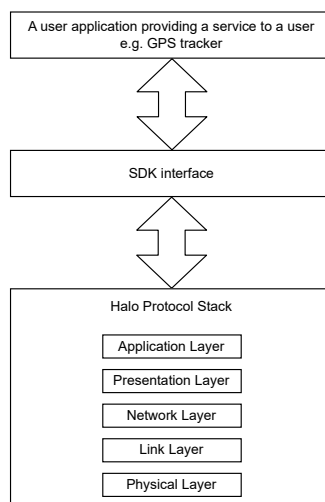 A user application providing a service to a user
e.g. GPS tracker
SDK interface
Halo Protocol Stack
Application Layer
Presentation Layer
Network Layer
Link Layer
Physical Layer